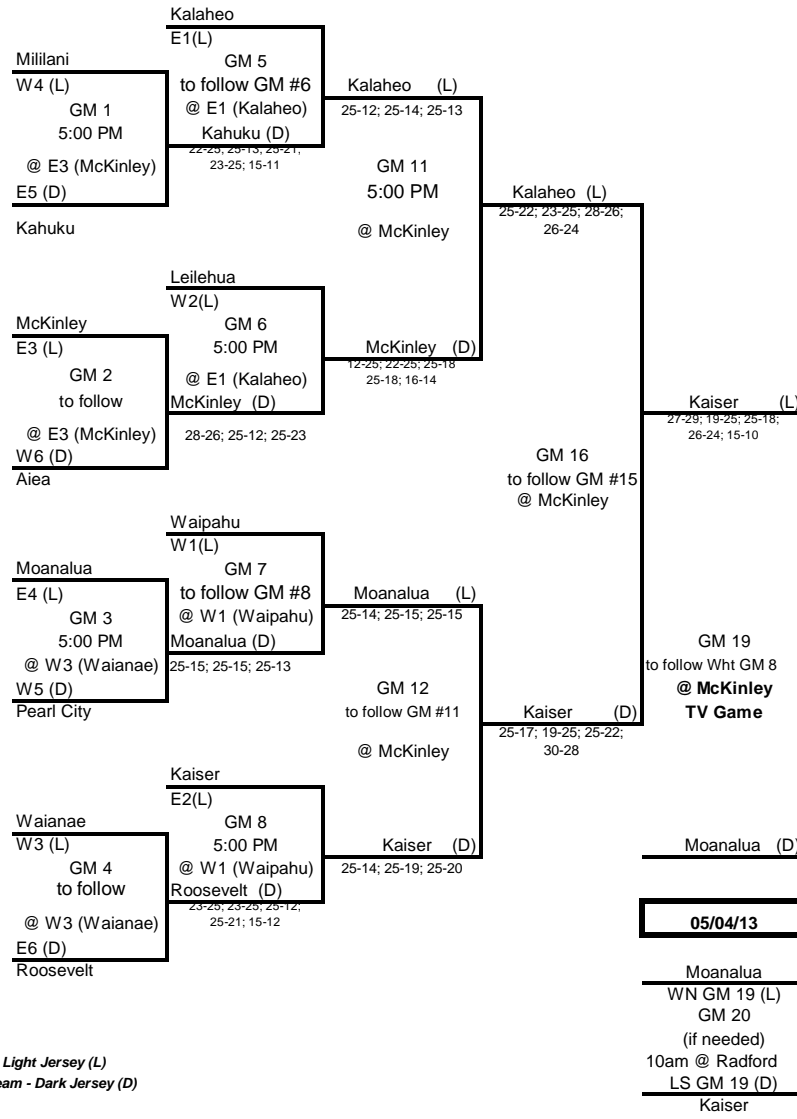 Kalaheo
E1(L)
GM 5
to follow GM #6
@ E1 (Kalaheo)
Kahuku (D)
22-25; 25-13; 25-21;
23-25; 15-11
Mililani
W4 (L)
GM 1
5:00 PM
@ E3 (McKinley)
E5 (D)
Kahuku
Kalaheo (L)
25-12; 25-14; 25-13
GM 11
5:00 PM
@ McKinley
Kalaheo (L)
25-22; 23-25; 28-26;
26-24
Leilehua
W2(L)
GM 6
5:00 PM
@ E1 (Kalaheo)
McKinley (D)
28-26; 25-12; 25-23
McKinley
E3 (L)
GM 2
to follow
@ E3 (McKinley)
W6 (D)
Aiea
McKinley (D)
12-25; 22-25; 25-18
25-18; 16-14
Kaiser (L)
27-29; 19-25; 25-18;
26-24; 15-10
GM 16
to follow GM #15
@ McKinley
Waipahu
W1(L)
GM 7
to follow GM #8
@ W1 (Waipahu)
Moanalua (D)
25-15; 25-15; 25-13
Moanalua
E4 (L)
GM 3
5:00 PM
@ W3 (Waianae)
W5 (D)
Pearl City
Moanalua (L)
25-14; 25-15; 25-15
GM 12
to follow GM #11
@ McKinley
Kaiser (D)
25-17; 19-25; 25-22;
30-28
GM 19
to follow Wht GM 8
@ McKinley
TV Game
Kaiser
E2(L)
GM 8
5:00 PM
@ W1 (Waipahu)
Roosevelt (D)
23-25; 23-25; 25-12;
25-21; 15-12
Waianae
W3 (L)
GM 4
to follow
@ W3 (Waianae)
E6 (D)
Roosevelt
Kaiser (D)
25-14; 25-19; 25-20
Moanalua (D)
05/04/13
Moanalua
WN GM 19 (L)
GM 20
(if needed)
10am @ Radford
LS GM 19 (D)
Kaiser
Light Jersey (L)
eam - Dark Jersey (D)